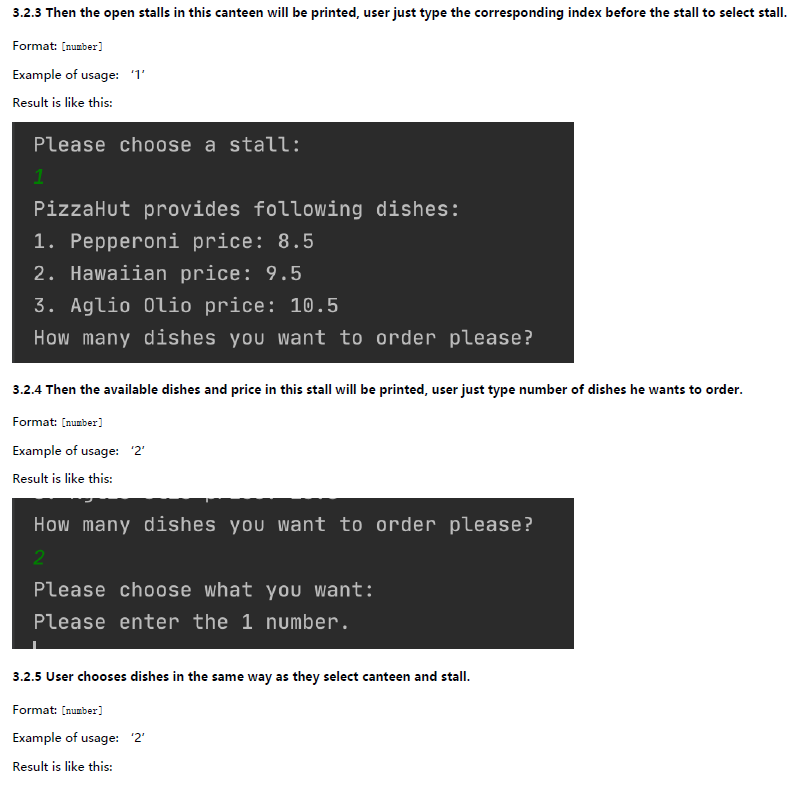 3.2.3 Then the open stalls in this canteen will be printed, user just type the corresponding index before the stall to select stall.
Format: [number]
Example of usage: ‘1’
Result is like this:
Please choose a stall:
1
PizzaHut provides following dishes:
1. Pepperoni price: 8.5
2. Hawaiian price: 9.5
3. Aglio Olio price: 10.5
How many dishes you want to order please?
3.2.4 Then the available dishes and price in this stall will be printed, user just type number of dishes he wants to order.
Format: [number]
Example of usage: ‘2’
Result is like this:
How many dishes you want to order please?
2
Please choose what you want:
Please enter the 1 number.
3.2.5 User chooses dishes in the same way as they select canteen and stall.
Format: [number]
Example of usage: ‘2’
Result is like this: